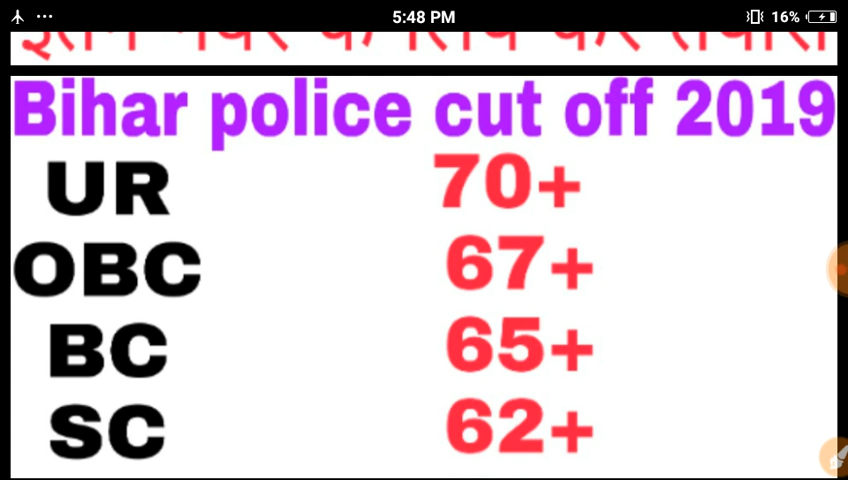 5:48 PM 16%
Bihar police cut off 2019
UR 70+
OBC 67+
BC 65+
SC 62+